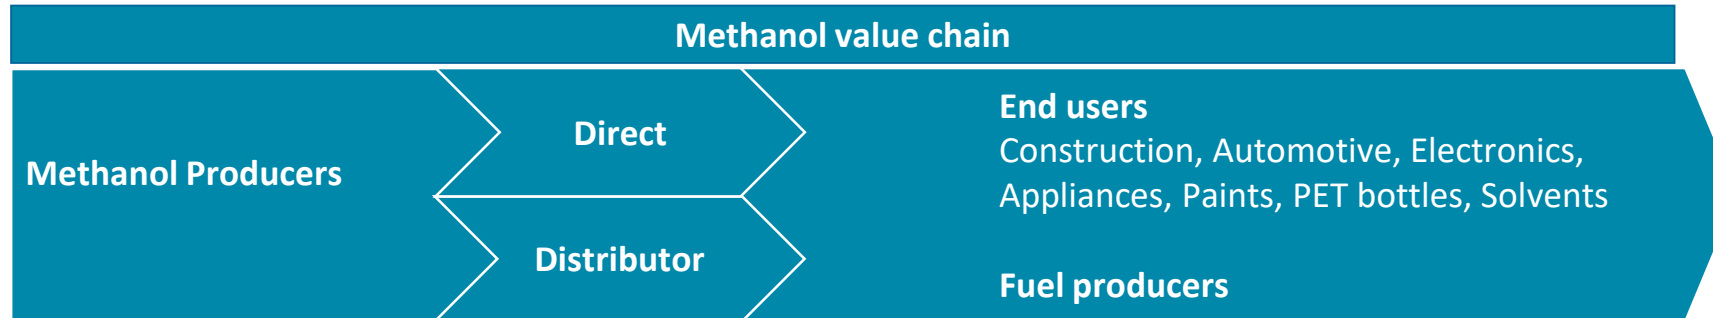 Methanol value chain
Methanol Producers
Direct
Distributor
End users
Construction, Automotive, Electronics,
Appliances, Paints, PET bottles, Solvents
Fuel producers